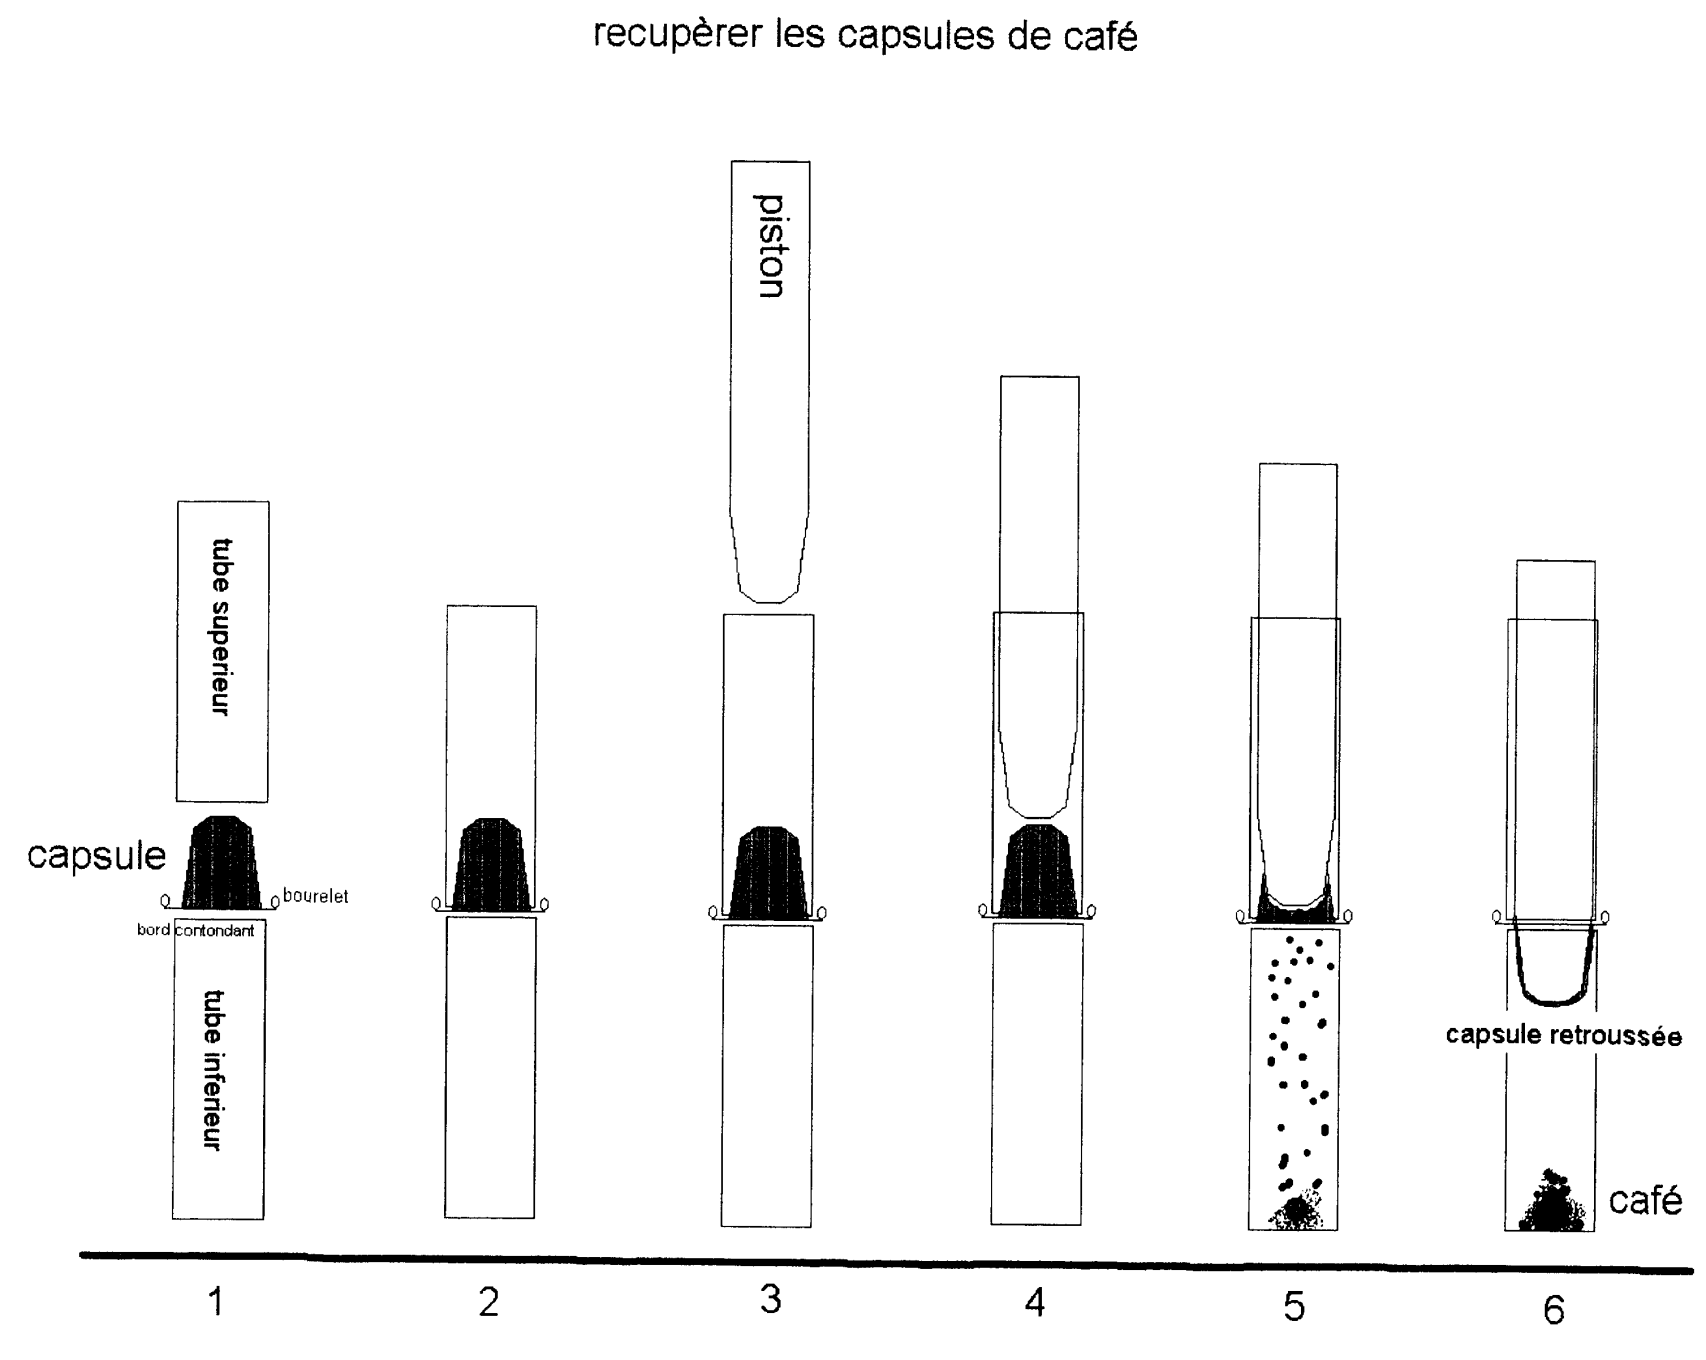 recupèrer les capsules de café
piston
tube superieur
capsule
bourelet
bord contondant
tube inferieur
capsule retroussée
café
1 2 3 4 5 6